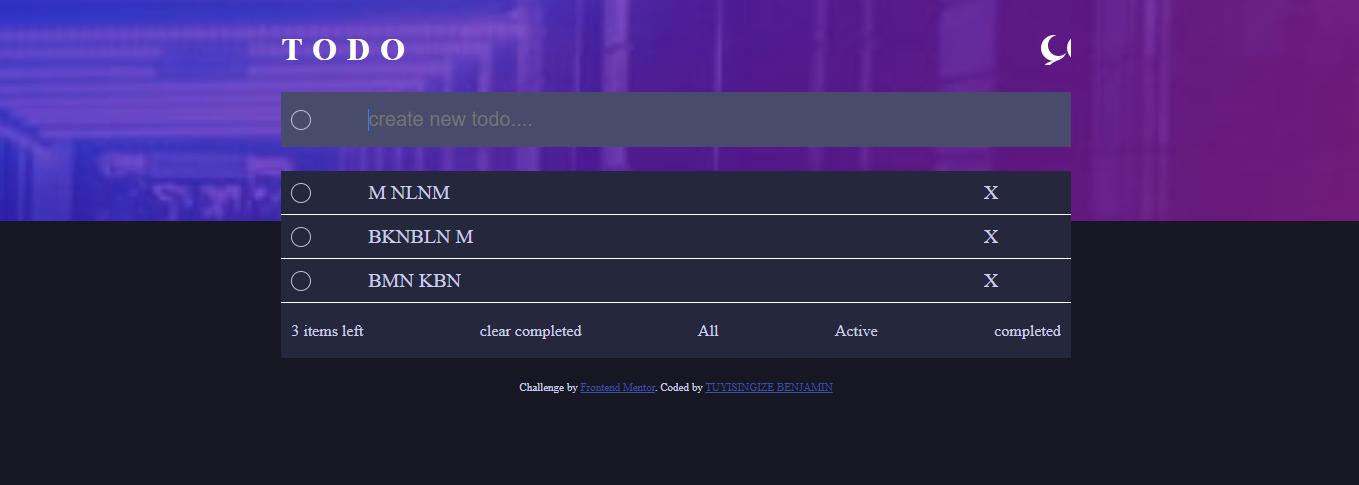 TODO
create new todo....
M NLNM X
BKNBLN M X
BMN KBN X
3 items left clear completed All Active completed
Challenge by Frontend Mentor. Coded by TUYISINGIZE BENJAMIN